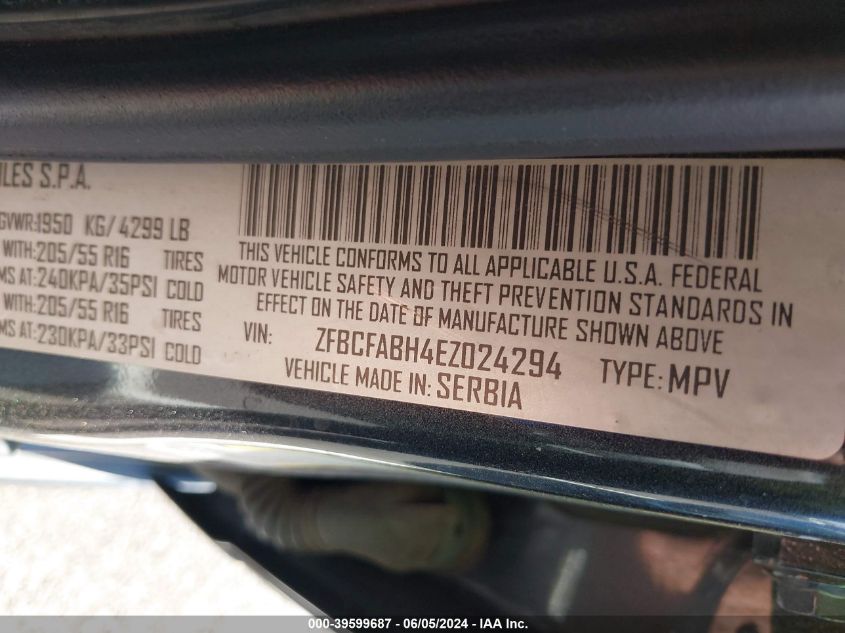 ILES S.P.A.
GVWR:1950 KG/4299 LB
WITH:205/55 R16 TIRES
MS AT:240KPA/35PSI COLD
WITH:205/55 R16 TIRES
MS AT:230KPA/33PSI COLD
THIS VEHICLE CONFORMS TO ALL APPLICABLE U.S.A. FEDERAL
MOTOR VEHICLE SAFETY AND THEFT PREVENTION STANDARDS IN
EFFECT ON THE DATE OF MANUFACTURE SHOWN ABOVE
VIN: ZFBCFABH4EZ024294 TYPE: MPV
VEHICLE MADE IN: SERBIA
000-39599687 - 06/05/2024 - IAA Inc.